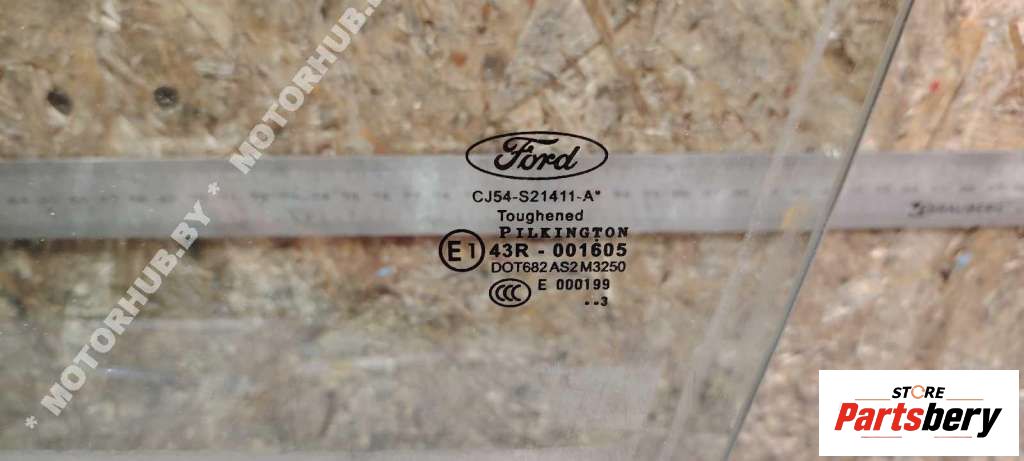 * MOTORHUB.BY * MOTORHUB.BY
Ford
CJ54-S21411-A*
Toughened
PILKINGTON
E1 43R - 001605
DOT682 AS2 M3250
CCC E 000199
..3
STORE
Partsbery